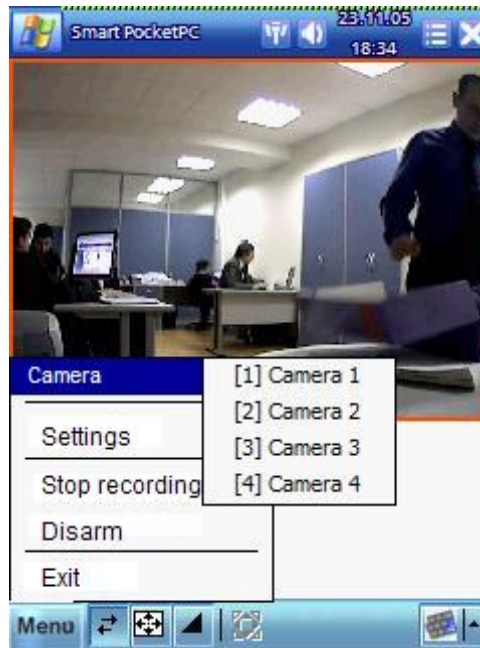 Smart PocketPC
23.11.05
18:34
Camera
[1] Camera 1
[2] Camera 2
[3] Camera 3
[4] Camera 4
Settings
Stop recording
Disarm
Exit
Menu